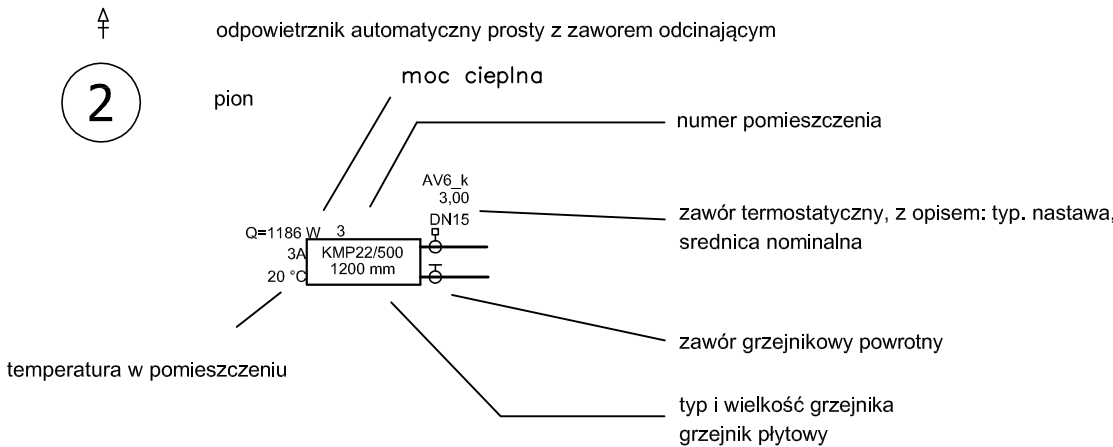 odpowietrznik automatyczny prosty z zaworem odcinającym
2
pion
moc cieplna
numer pomieszczenia
AV6_k
3,00
DN15
zawór termostatyczny, z opisem: typ. nastawa,
srednica nominalna
Q=1186 W 3
3A
KMP22/500
1200 mm
20 °C
zawór grzejnikowy powrotny
temperatura w pomieszczeniu
typ i wielkość grzejnika
grzejnik płytowy